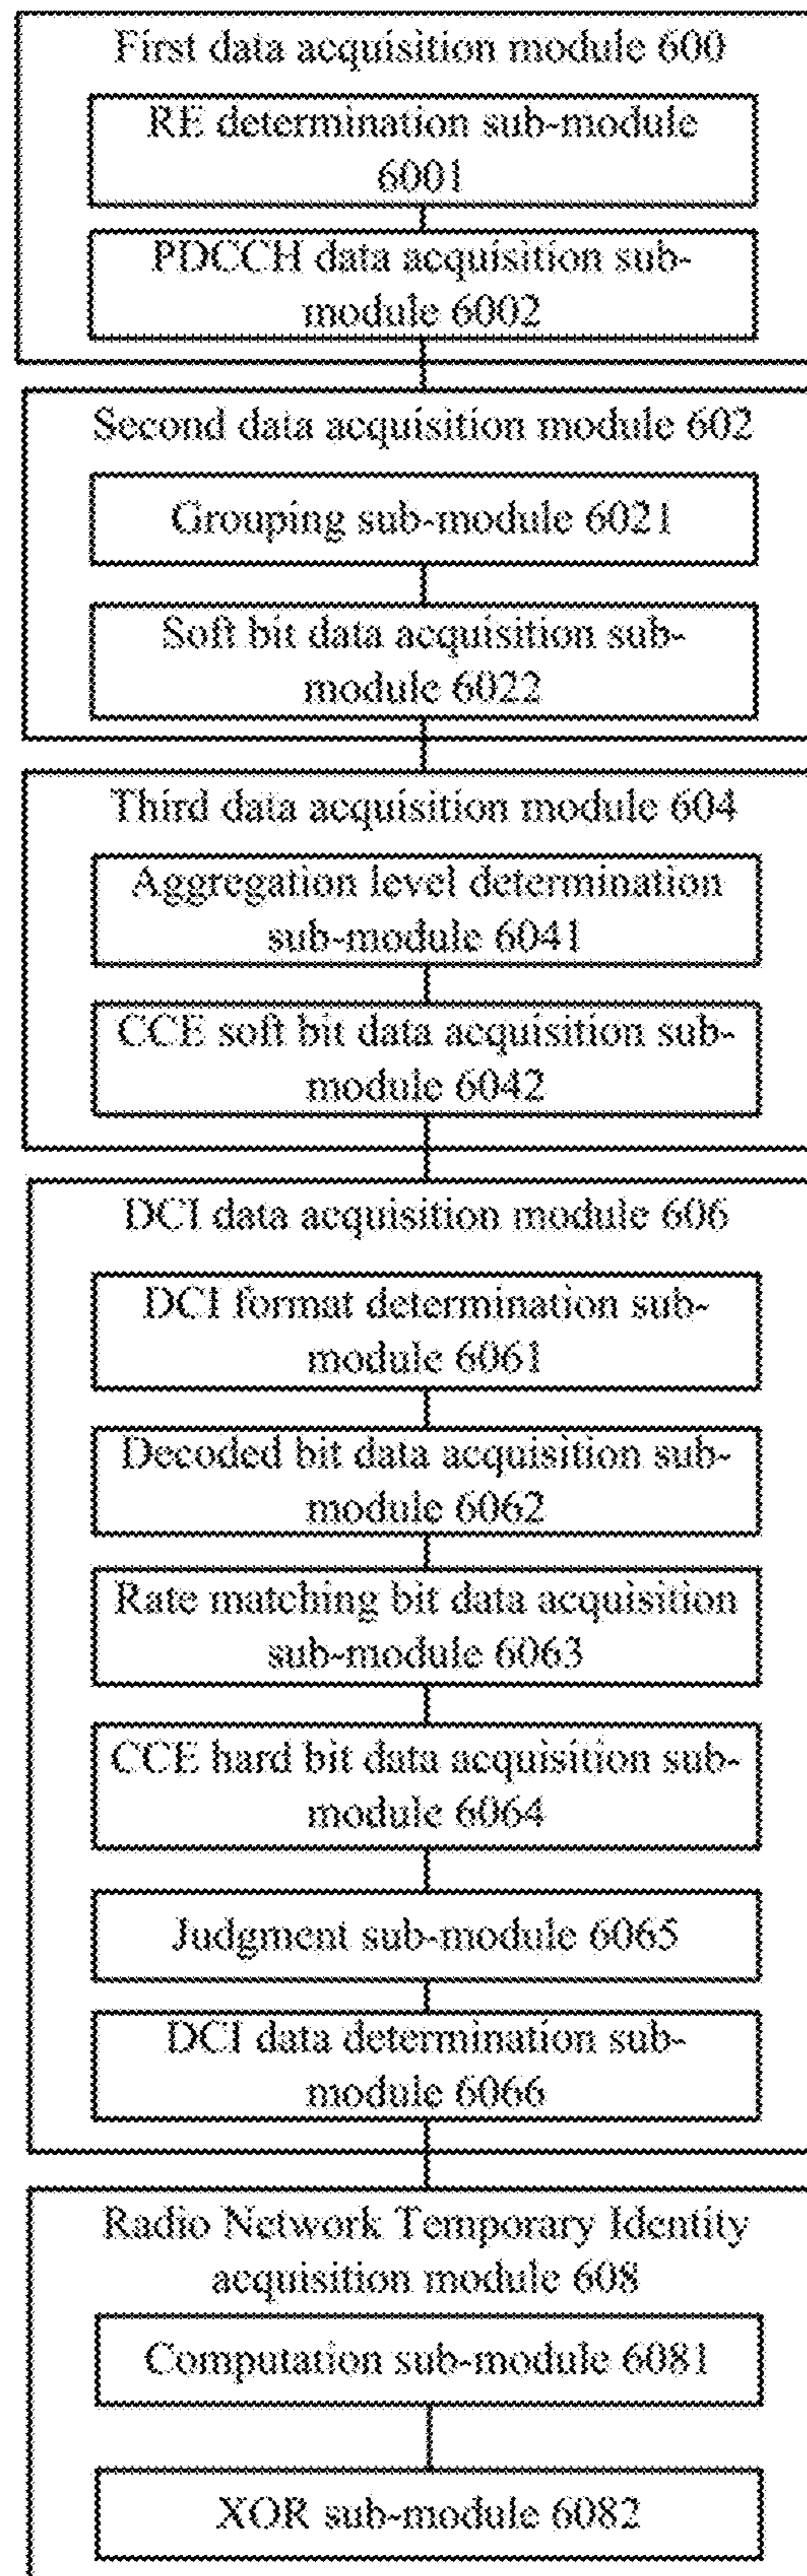 First data acquisition module 600
RE determination sub-module
6001
PDCCH data acquisition sub-
module 6002
Second data acquisition module 602
Grouping sub-module 6021
Soft bit data acquisition sub-
module 6022
Third data acquisition module 604
Aggregation level determination
sub-module 6041
CCE soft bit data acquisition sub-
module 6042
DCI data acquisition module 606
DCI format determination sub-
module 6061
Decoded bit data acquisition sub-
module 6062
Rate matching bit data acquisition
sub-module 6063
CCE hard bit data acquisition sub-
module 6064
Judgment sub-module 6065
DCI data determination sub-
module 6066
Radio Network Temporary Identity
acquisition module 608
Computation sub-module 6081
XOR sub-module 6082